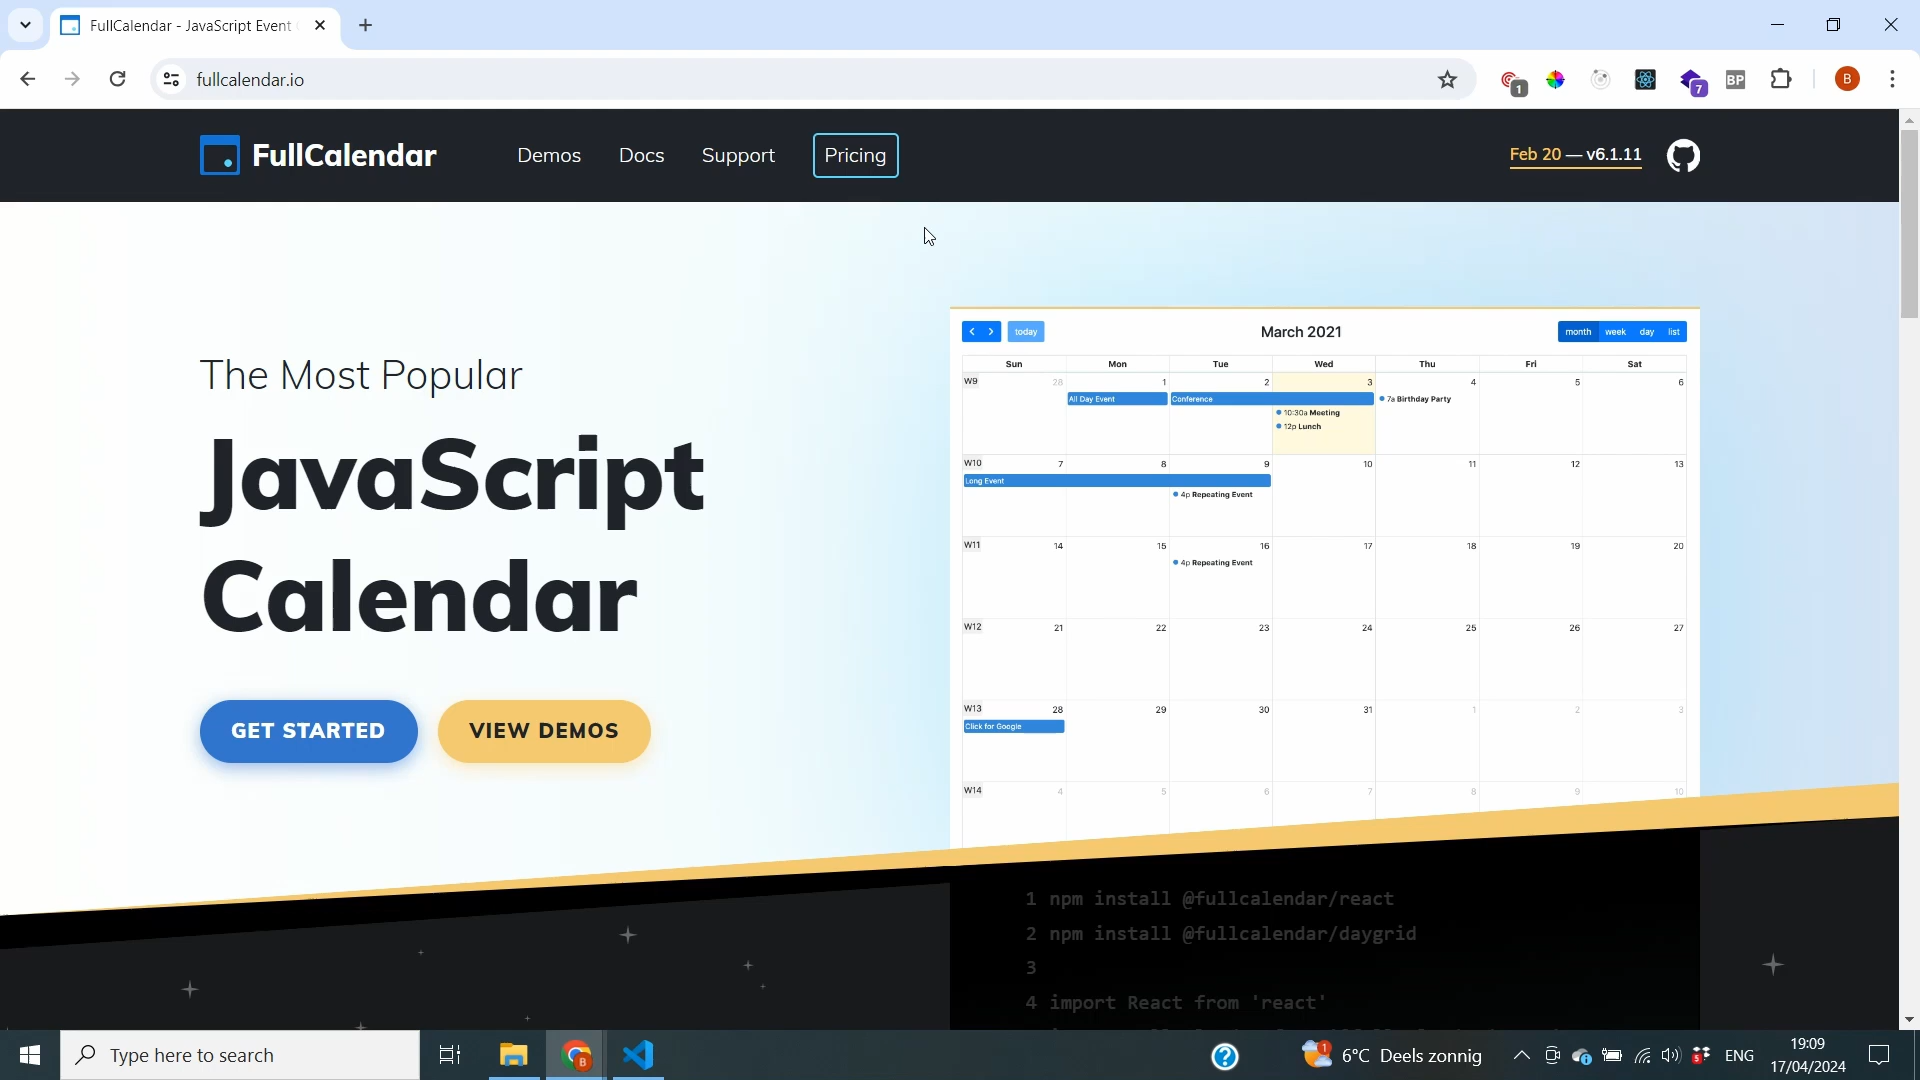 FullCalendar - JavaScript Event
fullcalendar.io
1
7
BP
B
FullCalendar
Demos
Docs
Support
Pricing
Feb 20 — v6.1.11
The Most Popular
JavaScript
Calendar
GET STARTED
VIEW DEMOS
today
March 2021
month week day list
Sun Mon Tue Wed Thu Fri Sat
W9 28 1 2 3 4 5 6
All Day Event Conference 7a Birthday Party
10:30a Meeting
12p Lunch
W10 7 8 9 10 11 12 13
Long Event
4p Repeating Event
W11 14 15 16 17 18 19 20
4p Repeating Event
W12 21 22 23 24 25 26 27
W13 28 29 30 31 1 2 3
Click for Google
W14 4 5 6 7 8 9 10
1 npm install @fullcalendar/react
2 npm install @fullcalendar/daygrid
3
4 import React from 'react'
Type here to search
B
1
6°C Deels zonnig
5
ENG
19:09
17/04/2024